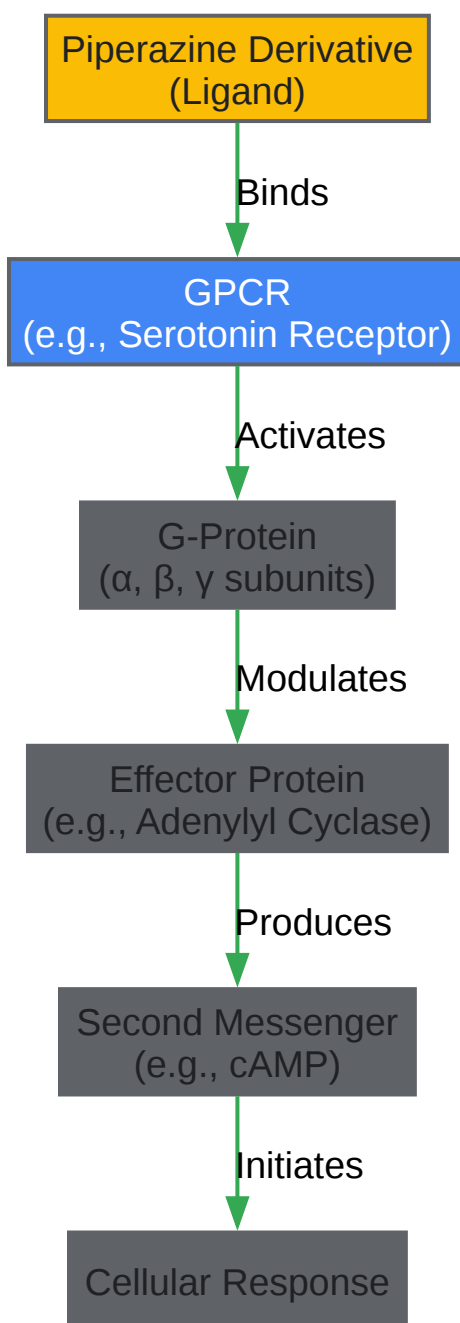 Piperazine Derivative
(Ligand)
Binds
GPCR
(e.g., Serotonin Receptor)
Activates
G-Protein
(α, β, γ subunits)
Modulates
Effector Protein
(e.g., Adenylyl Cyclase)
Produces
Second Messenger
(e.g., cAMP)
Initiates
Cellular Response